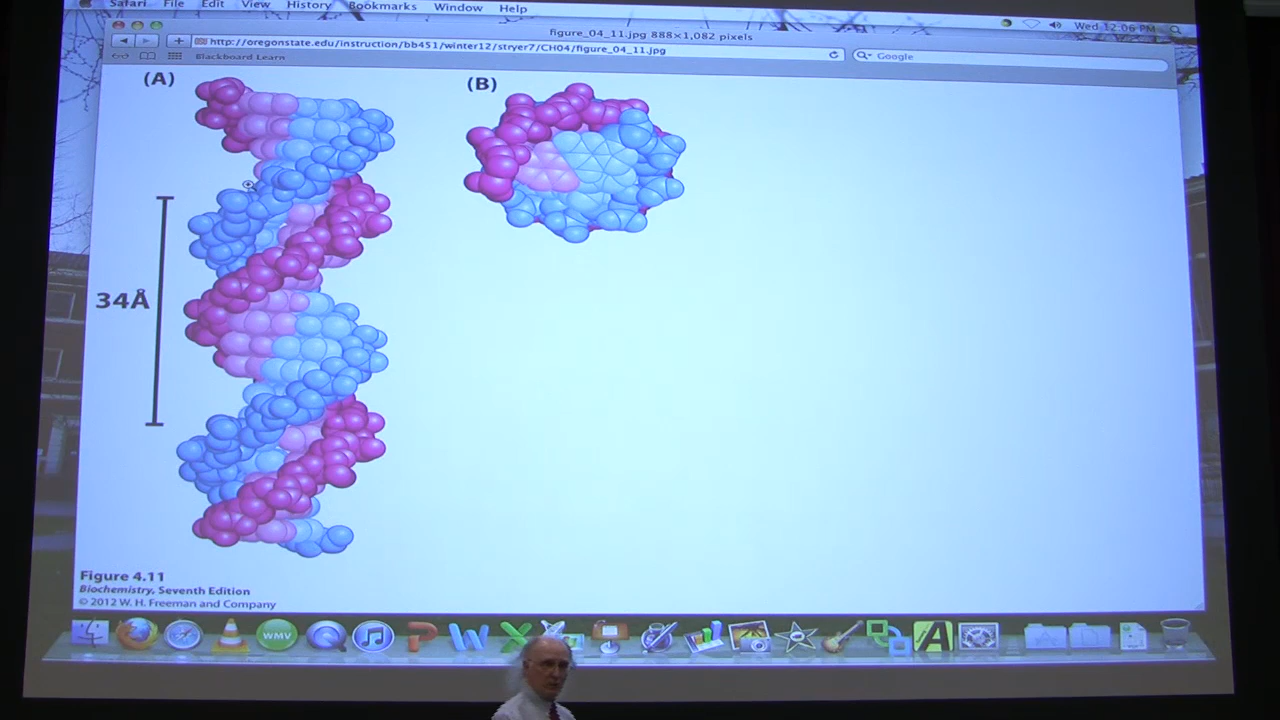 Safari File Edit View History Bookmarks Window Help Wed 12:06 PM
figure_04_11.jpg 888×1,082 pixels
http://oregonstate.edu/instruction/bb451/winter12/stryer7/CH04/figure_04_11.jpg Google
Blackboard Learn
(A) (B)
34Å
Figure 4.11
Biochemistry, Seventh Edition
© 2012 W. H. Freeman and Company
WMV